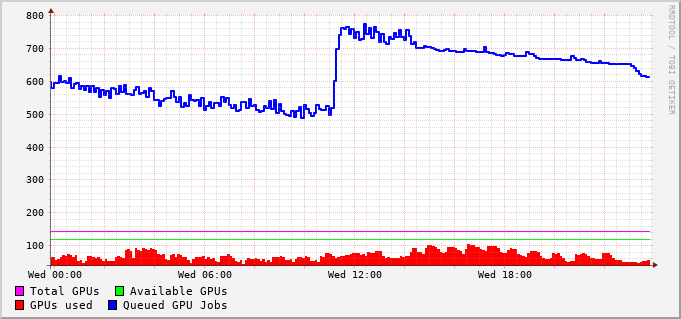 800
700
600
500
400
300
200
100
Wed 00:00 Wed 06:00 Wed 12:00 Wed 18:00
Total GPUs Available GPUs
GPUs used Queued GPU Jobs
RRDTOOL / TOBI OETIKER